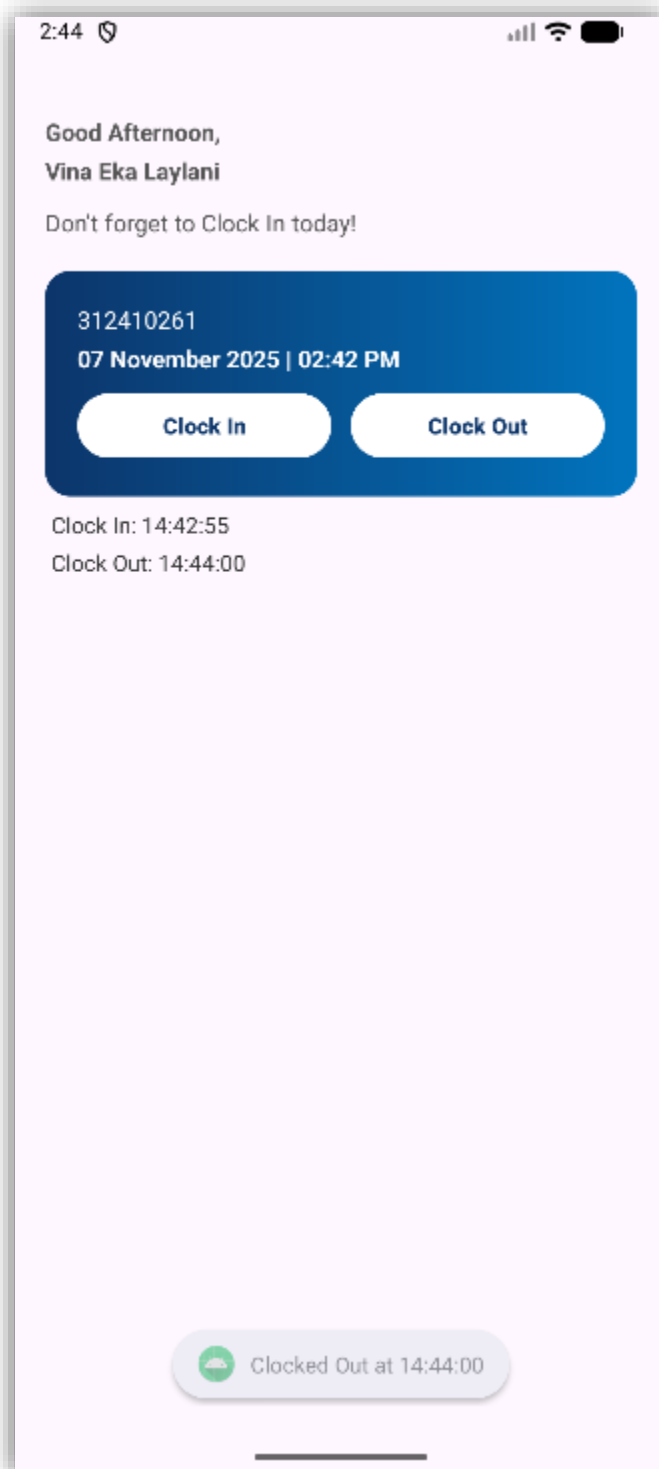 2:44
Good Afternoon,
Vina Eka Laylani
Don't forget to Clock In today!
312410261
07 November 2025 | 02:42 PM
Clock In Clock Out
Clock In: 14:42:55
Clock Out: 14:44:00
Clocked Out at 14:44:00